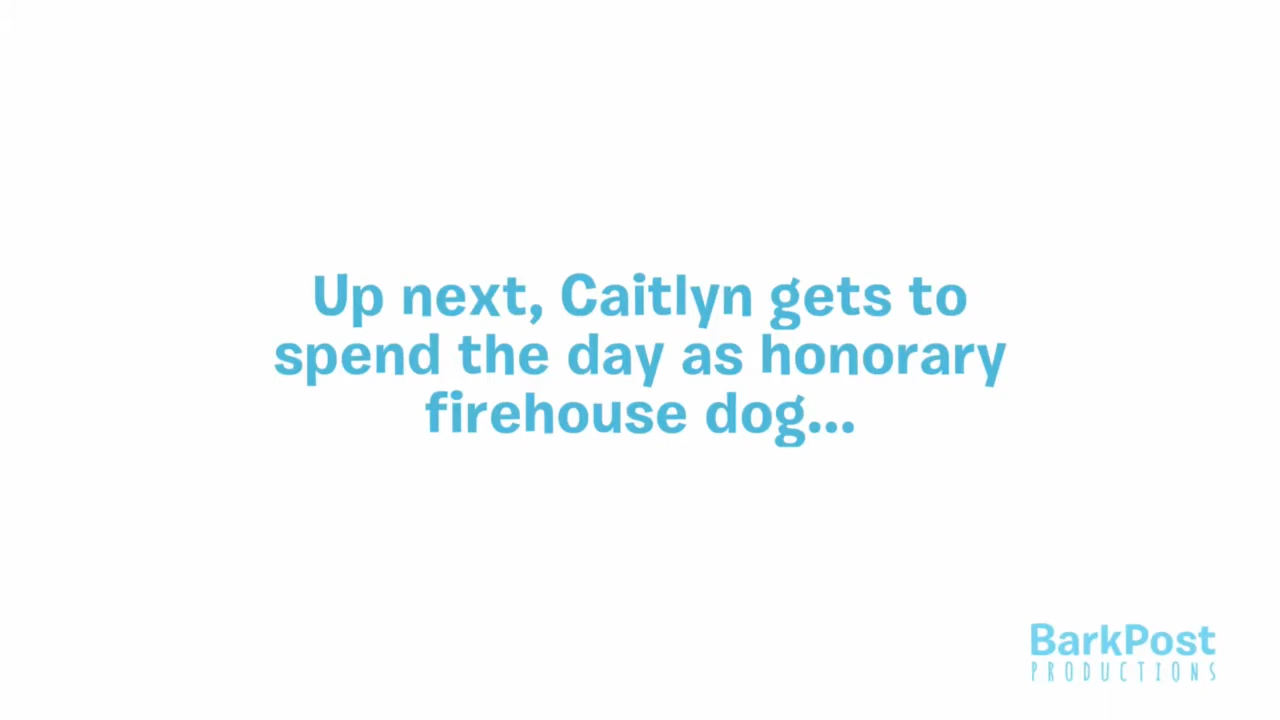 Up next, Caitlyn gets to
spend the day as honorary
firehouse dog...
BarkPost
PRODUCTIONS